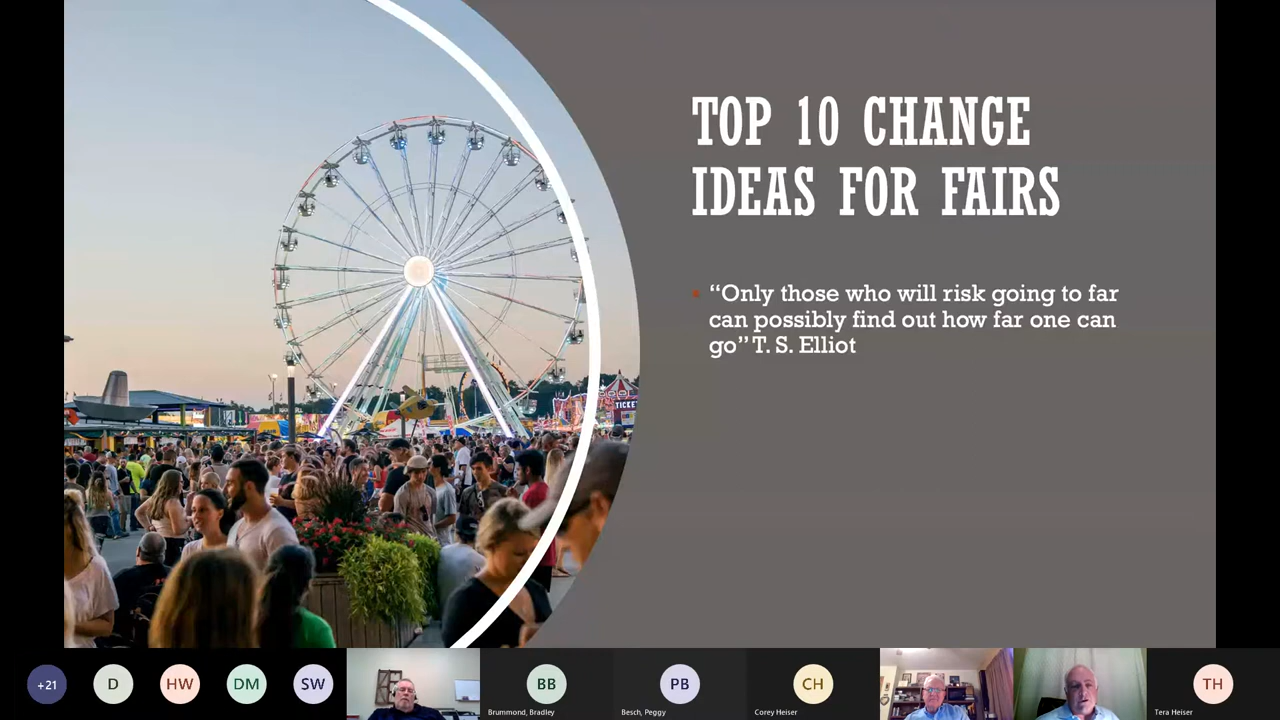 TOP 10 CHANGE
IDEAS FOR FAIRS
“Only those who will risk going to far
can possibly find out how far one can
go” T. S. Elliot
TICKE
+21
D
HW
DM
SW
BB
Brummond, Bradley
PB
Besch, Peggy
CH
Corey Heiser
TH
Tera Heiser